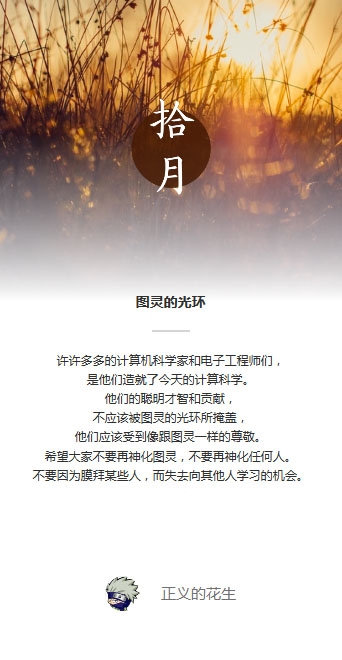 拾
月
图灵的光环
许许多多的计算机科学家和电子工程师们，
是他们造就了今天的计算科学。
他们的聪明才智和贡献，
不应该被图灵的光环所掩盖，
他们应该受到像跟图灵一样的尊敬。
希望大家不要再神化图灵，不要再神化任何人。
不要因为膜拜某些人，而失去向其他人学习的机会。
正义的花生